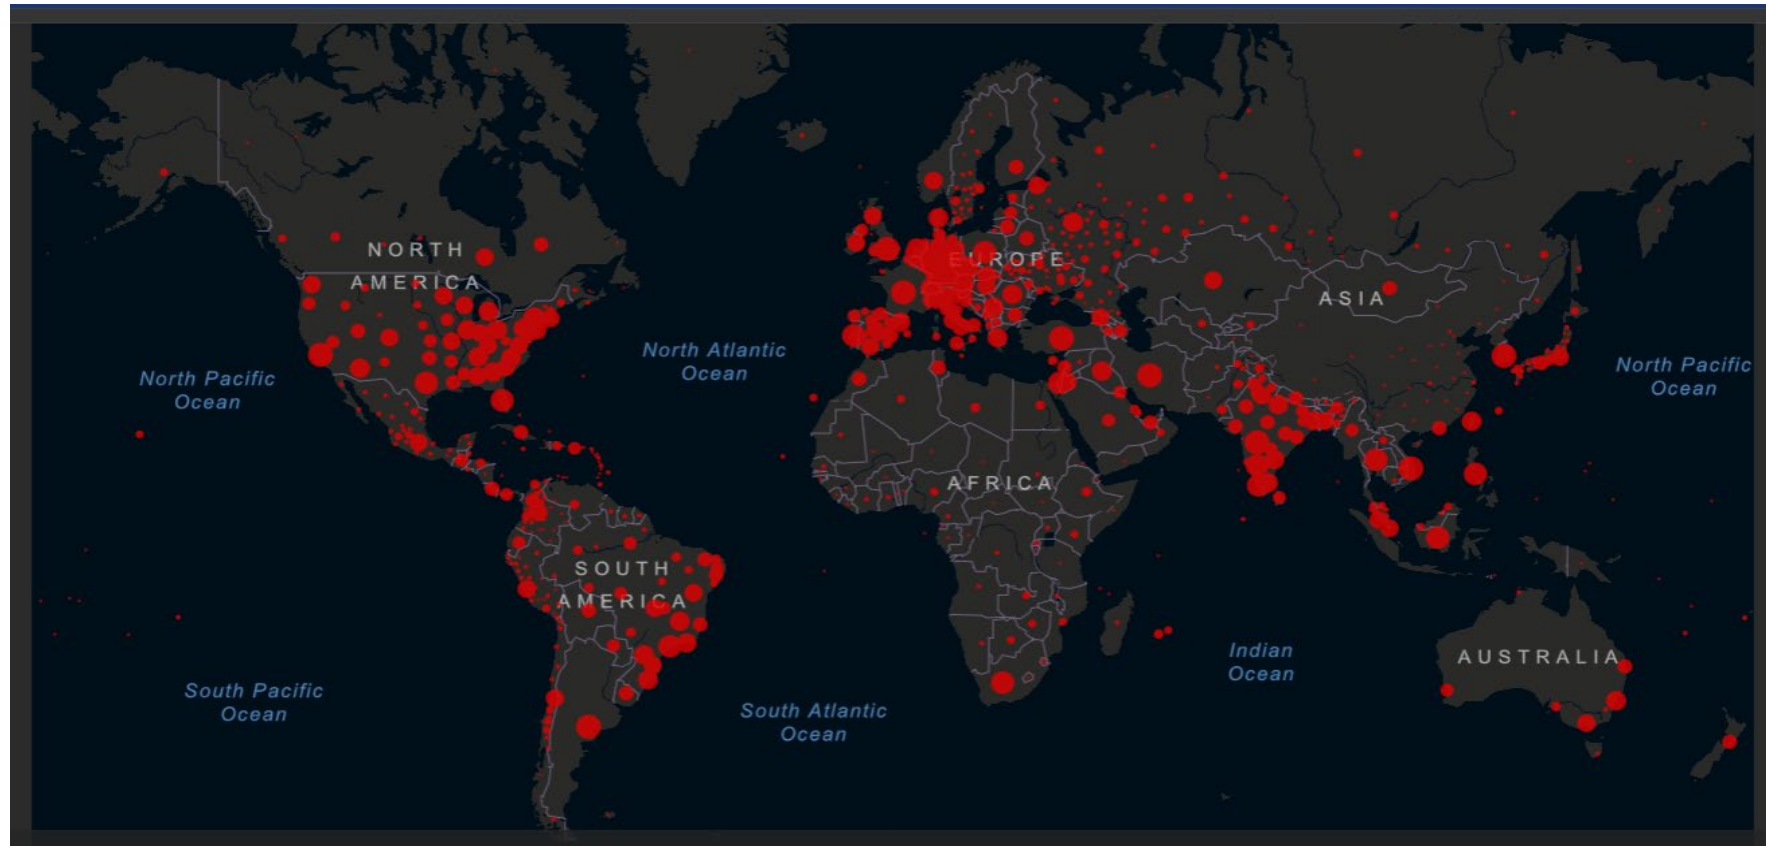 NORTH
AMERICA
EUROPE
ASIA
North Atlantic
Ocean
North Pacific
Ocean
North Pacific
Ocean
AFRICA
SOUTH
AMERICA
Indian
Ocean
AUSTRALIA
South Pacific
Ocean
South Atlantic
Ocean